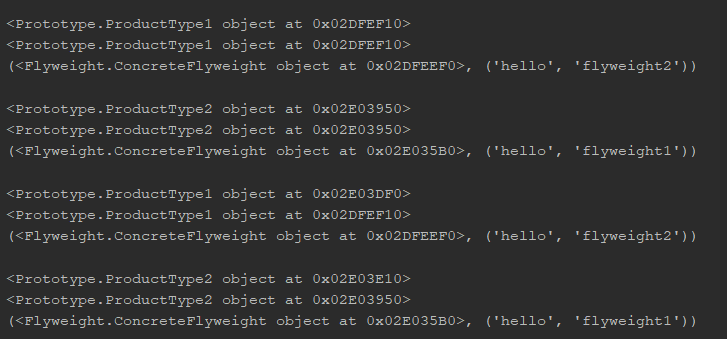 <Prototype.ProductType1 object at 0x02DFEF10>
<Prototype.ProductType1 object at 0x02DFEF10>
(<Flyweight.ConcreteFlyweight object at 0x02DFEEF0>, ('hello', 'flyweight2'))
<Prototype.ProductType2 object at 0x02E03950>
<Prototype.ProductType2 object at 0x02E03950>
(<Flyweight.ConcreteFlyweight object at 0x02E035B0>, ('hello', 'flyweight1'))
<Prototype.ProductType1 object at 0x02E03DF0>
<Prototype.ProductType1 object at 0x02DFEF10>
(<Flyweight.ConcreteFlyweight object at 0x02DFEEF0>, ('hello', 'flyweight2'))
<Prototype.ProductType2 object at 0x02E03E10>
<Prototype.ProductType2 object at 0x02E03950>
(<Flyweight.ConcreteFlyweight object at 0x02E035B0>, ('hello', 'flyweight1'))